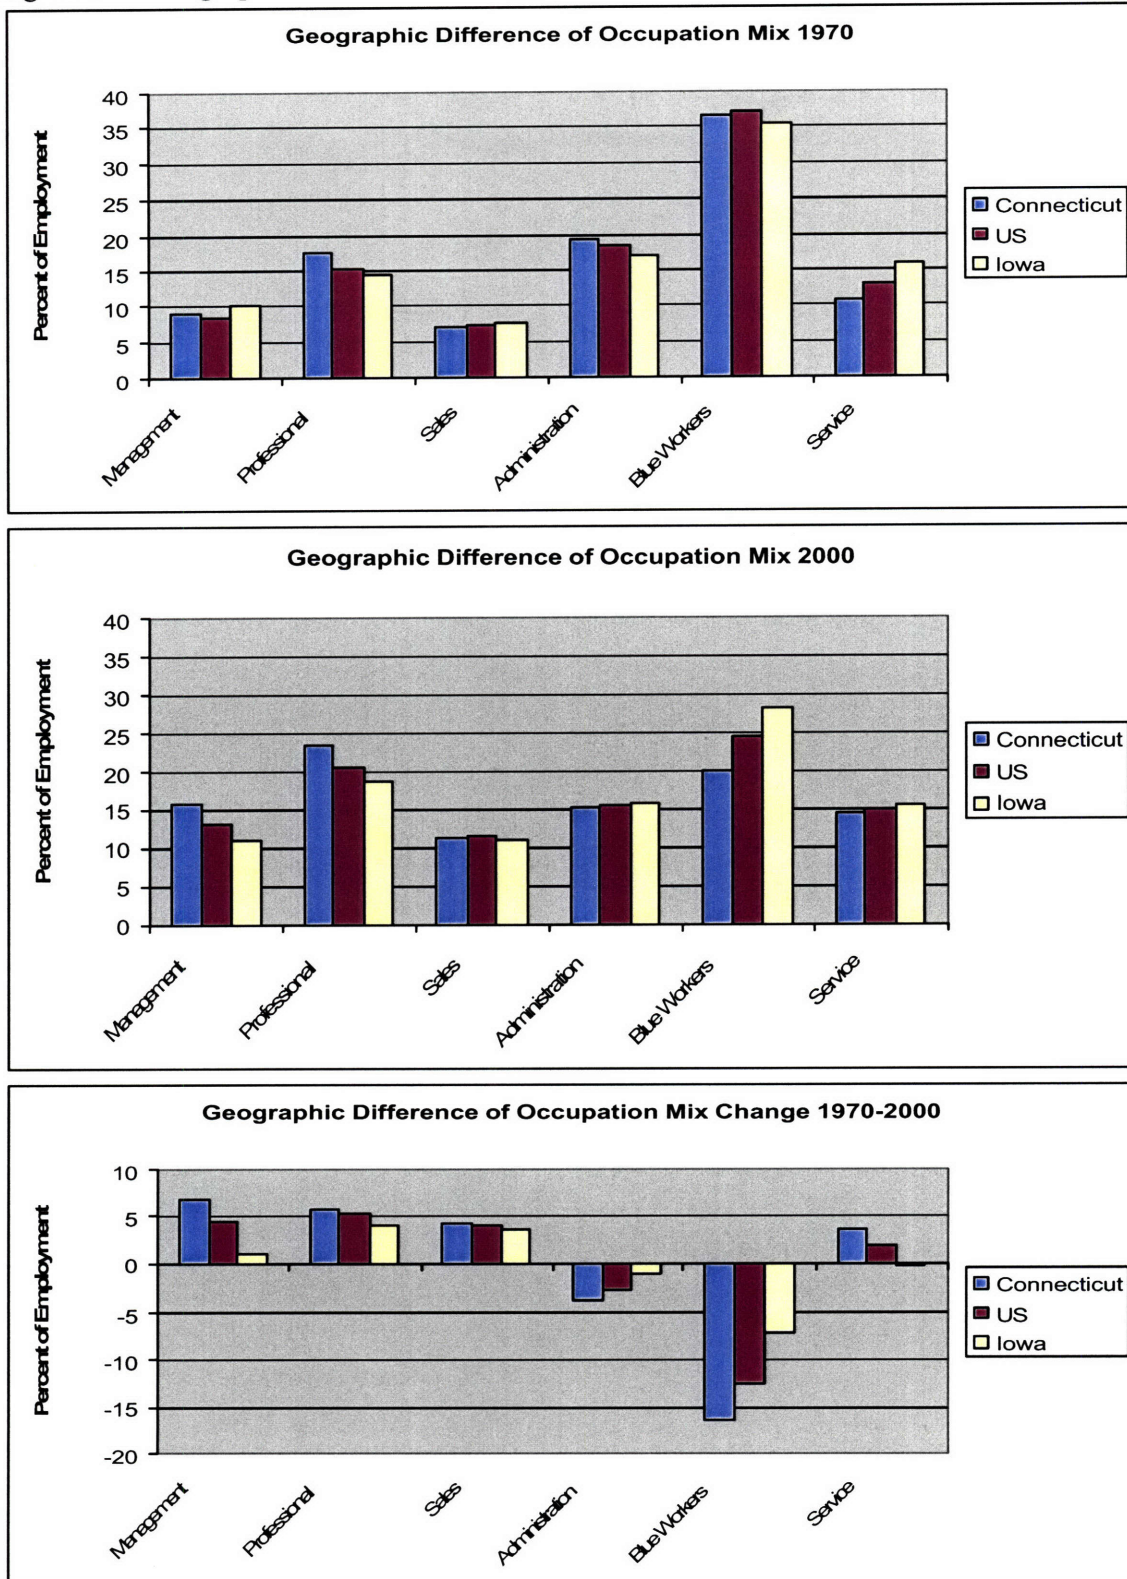 Geographic Difference of Occupation Mix 1970
Percent of Employment
40
35
30
25
20
15
10
5
0
Management
Professional
Sales
Administration
Blue Workers
Service
Connecticut
US
Iowa
Geographic Difference of Occupation Mix 2000
Percent of Employment
40
35
30
25
20
15
10
5
0
Management
Professional
Sales
Administration
Blue Workers
Service
Connecticut
US
Iowa
Geographic Difference of Occupation Mix Change 1970-2000
Percent of Employment
10
5
0
-5
-10
-15
-20
Management
Professional
Sales
Administration
Blue Workers
Service
Connecticut
US
Iowa